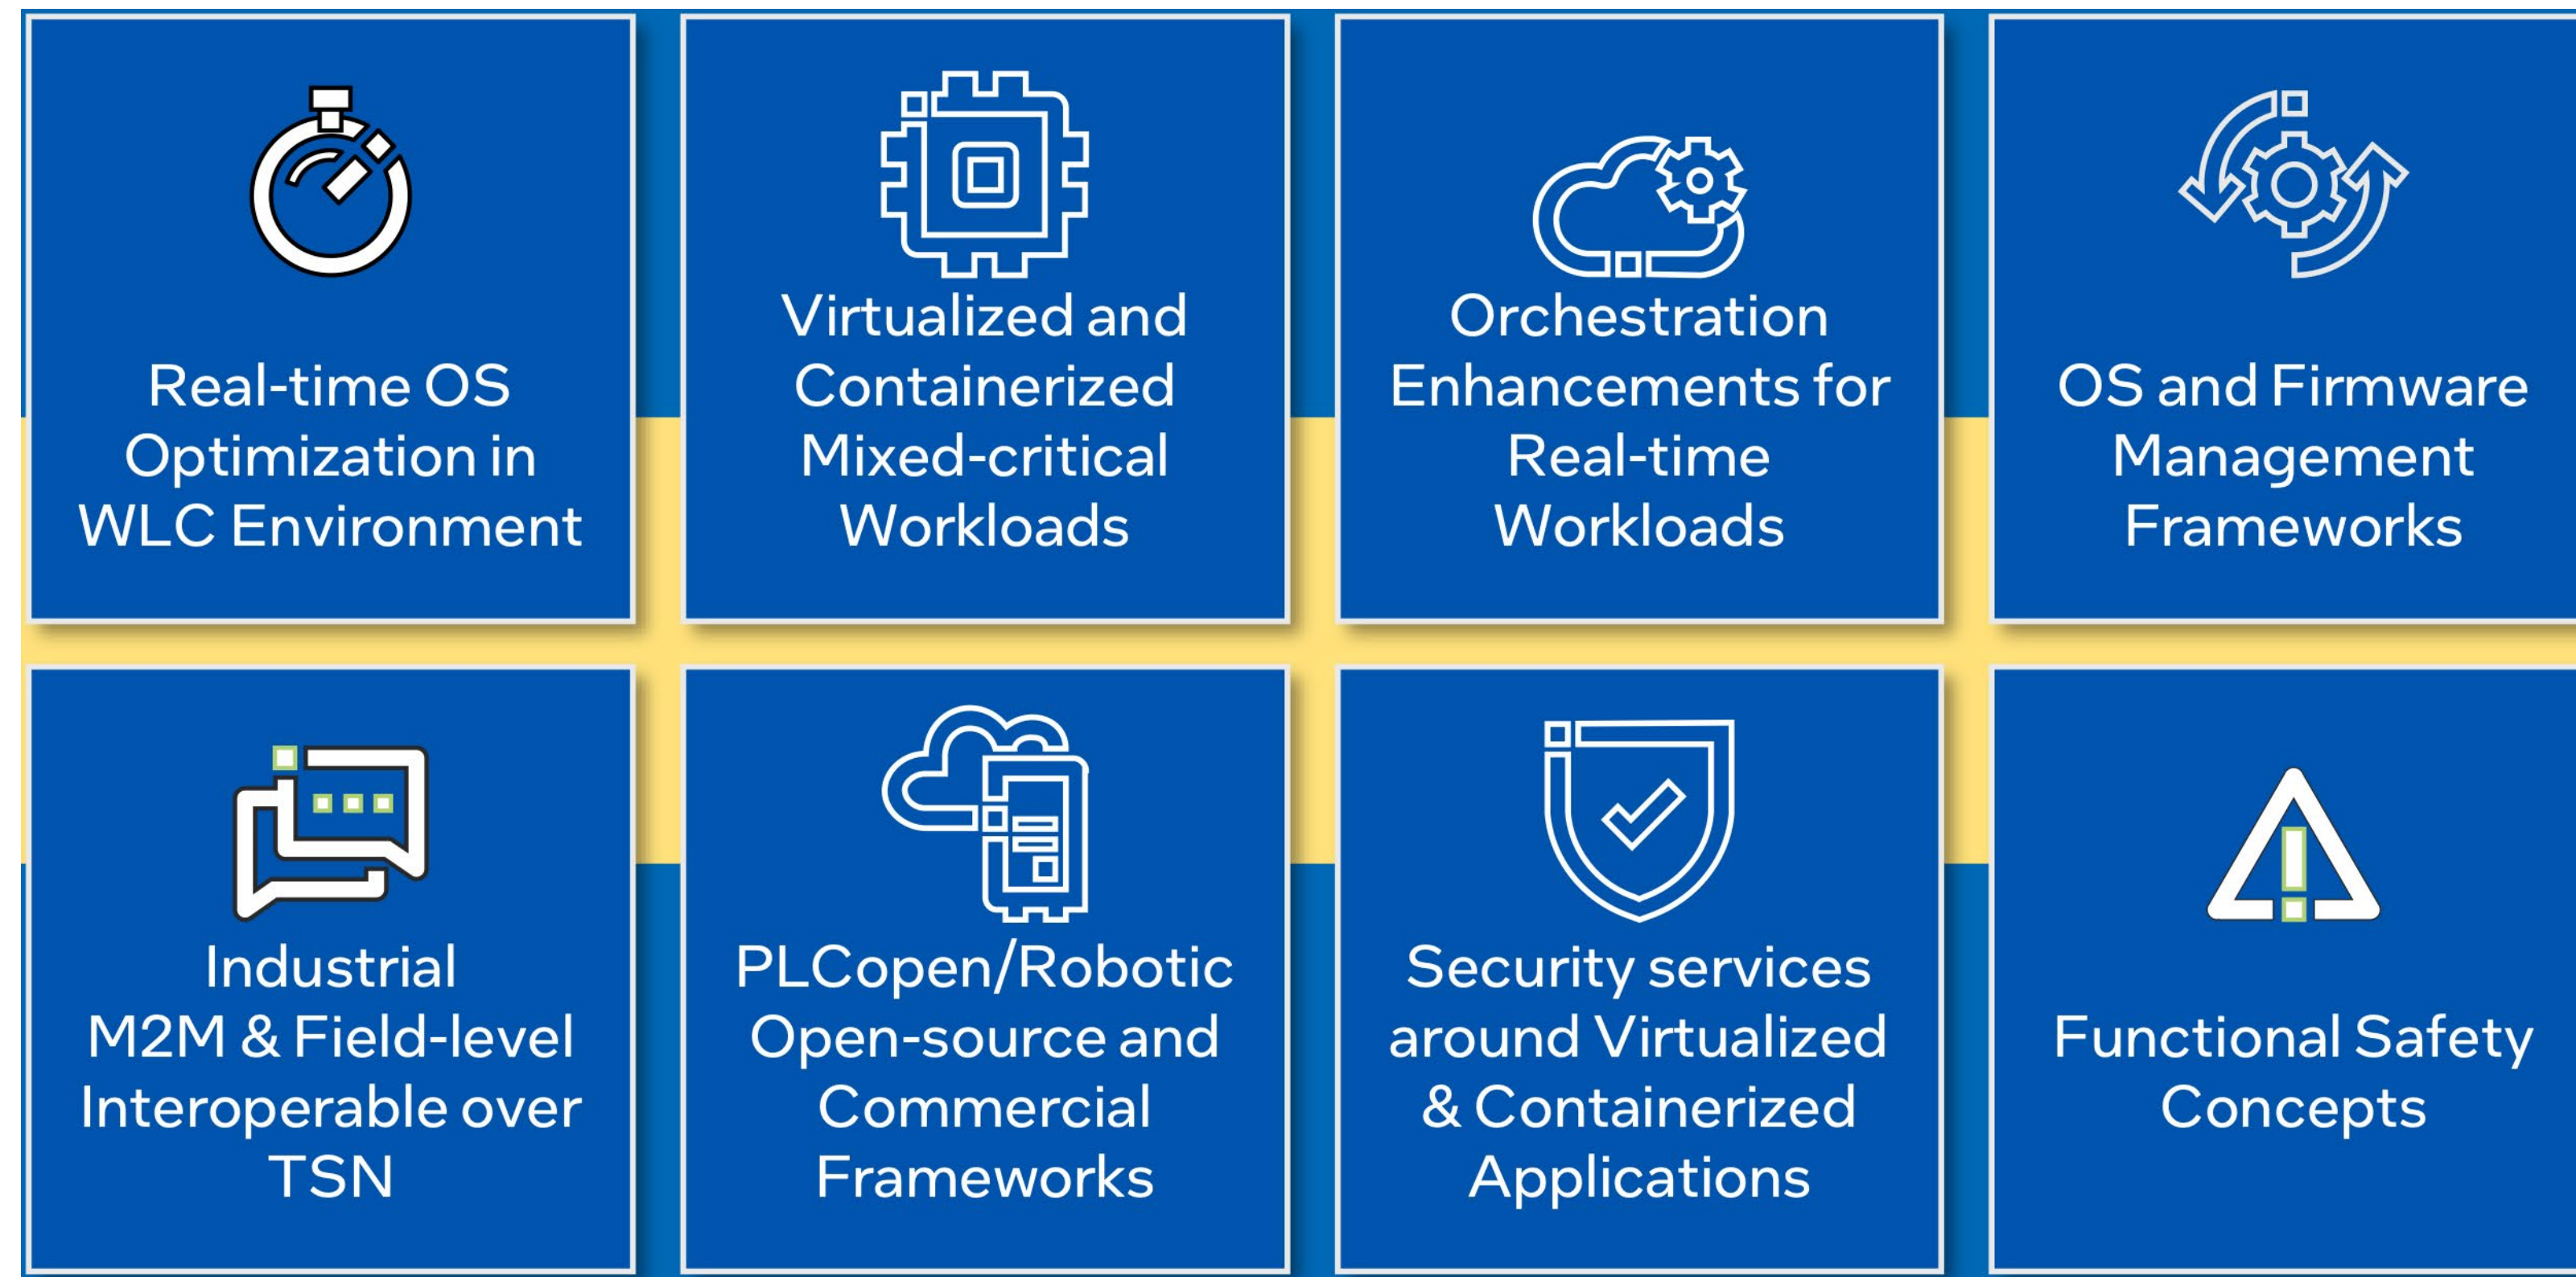 Real-time OS
Optimization in
WLC Environment
Virtualized and
Containerized
Mixed-critical
Workloads
Orchestration
Enhancements for
Real-time
Workloads
OS and Firmware
Management
Frameworks
Industrial
M2M & Field-level
Interoperable over
TSN
PLCopen/Robotic
Open-source and
Commercial
Frameworks
Security services
around Virtualized
& Containerized
Applications
Functional Safety
Concepts